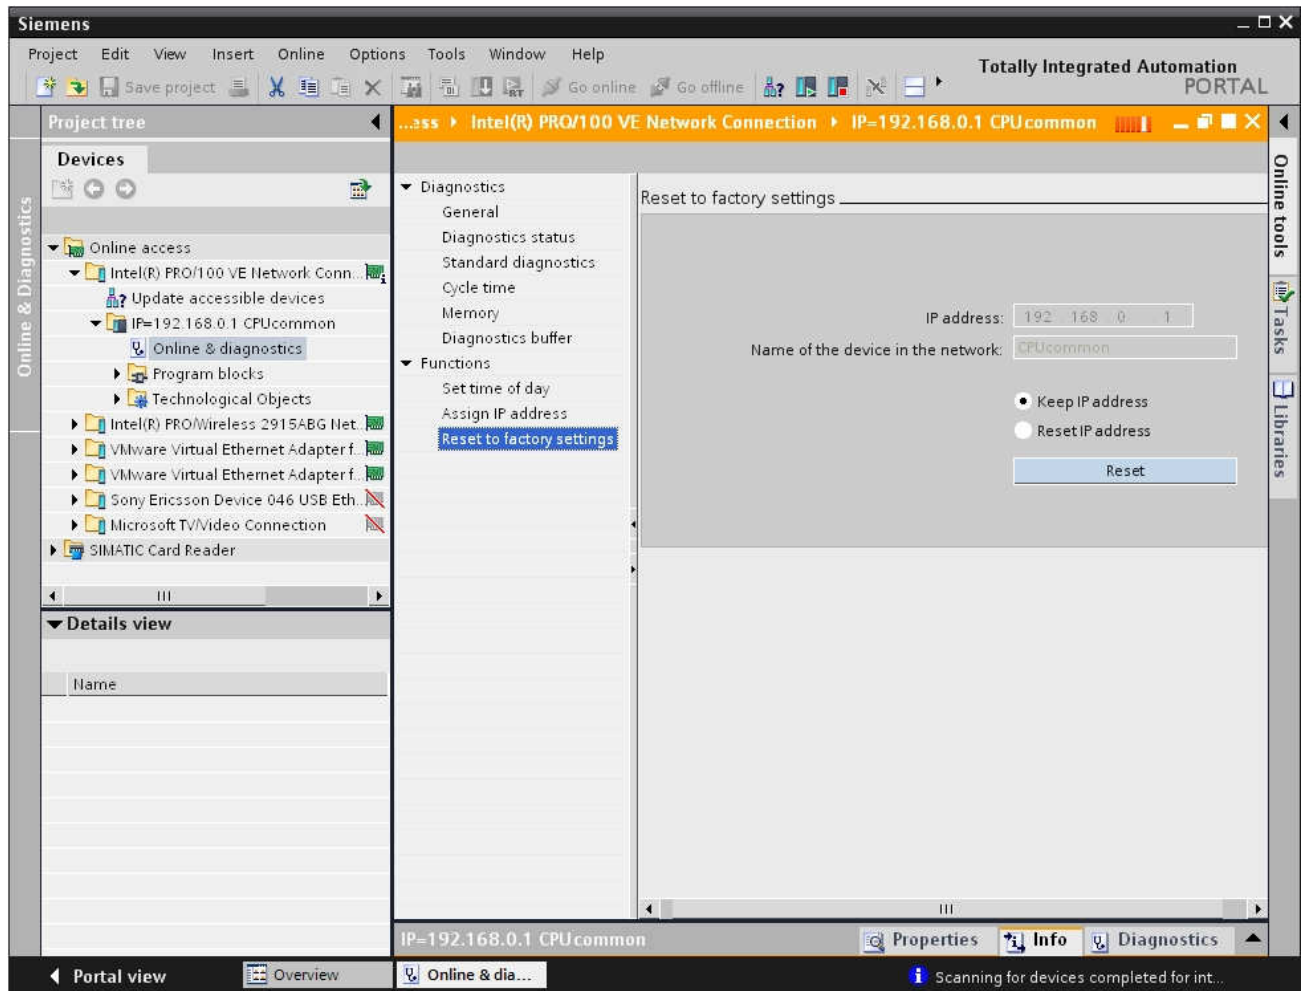 Siemens
Project Edit View Insert Online Options Tools Window Help
Totally Integrated Automation
PORTAL
Save project Go online Go offline
Project tree
...ess Intel(R) PRO/100 VE Network Connection IP=192.168.0.1 CPUcommon
Devices
Online & Diagnostics
Online access
Intel(R) PRO/100 VE Network Conn...
Update accessible devices
IP=192.168.0.1 CPUcommon
Online & diagnostics
Program blocks
Technological Objects
Intel(R) PRO/Wireless 2915ABG Net..
VMware Virtual Ethernet Adapter f..
VMware Virtual Ethernet Adapter f..
Sony Ericsson Device 046 USB Eth..
Microsoft TV/Video Connection
SIMATIC Card Reader
Details view
Name
Diagnostics
General
Diagnostics status
Standard diagnostics
Cycle time
Memory
Diagnostics buffer
Functions
Set time of day
Assign IP address
Reset to factory settings
Reset to factory settings
IP address: 192 168 0 1
Name of the device in the network: CPUcommon
Keep IP address
Reset IP address
Reset
Online tools
Tasks
Libraries
IP=192.168.0.1 CPUcommon
Properties Info Diagnostics
Portal view Overview Online & dia... Scanning for devices completed for int...